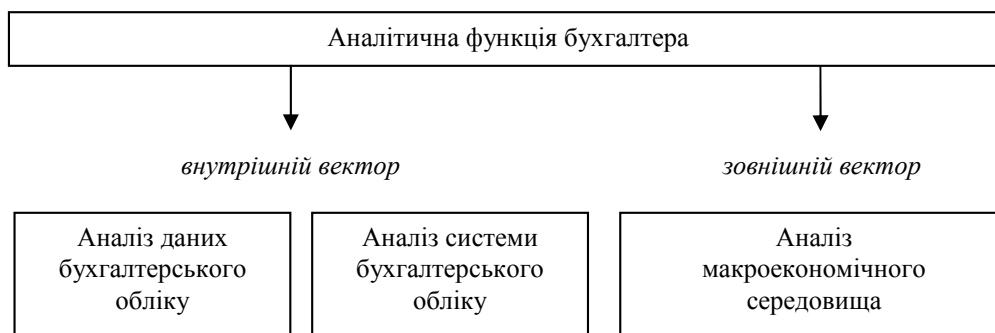 Аналітична функція бухгалтера
внутрішній вектор
зовнішній вектор
Аналіз даних
бухгалтерського
обліку
Аналіз системи
бухгалтерського
обліку
Аналіз
макроекономічного
середовища